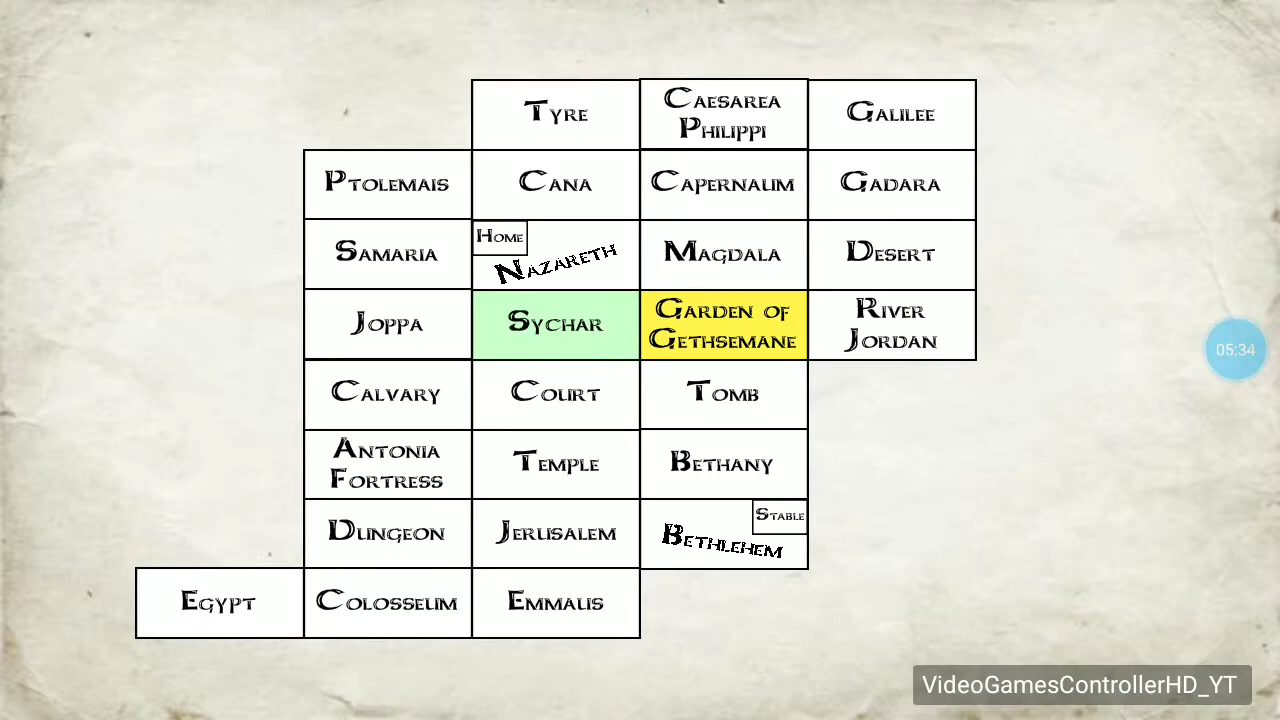 Tyre
Caesarea
Philippi
Galilee
Ptolemais
Cana
Capernaum
Gadara
Samaria
Home
Nazareth
Magdala
Desert
Joppa
Sychar
Garden of
Gethsemane
River
Jordan
05:34
Calvary
Court
Tomb
Antonia
Fortress
Temple
Bethany
Dungeon
Jerusalem
Stable
Bethlehem
Egypt
Colosseum
Emmaus
VideoGamesControllerHD_YT